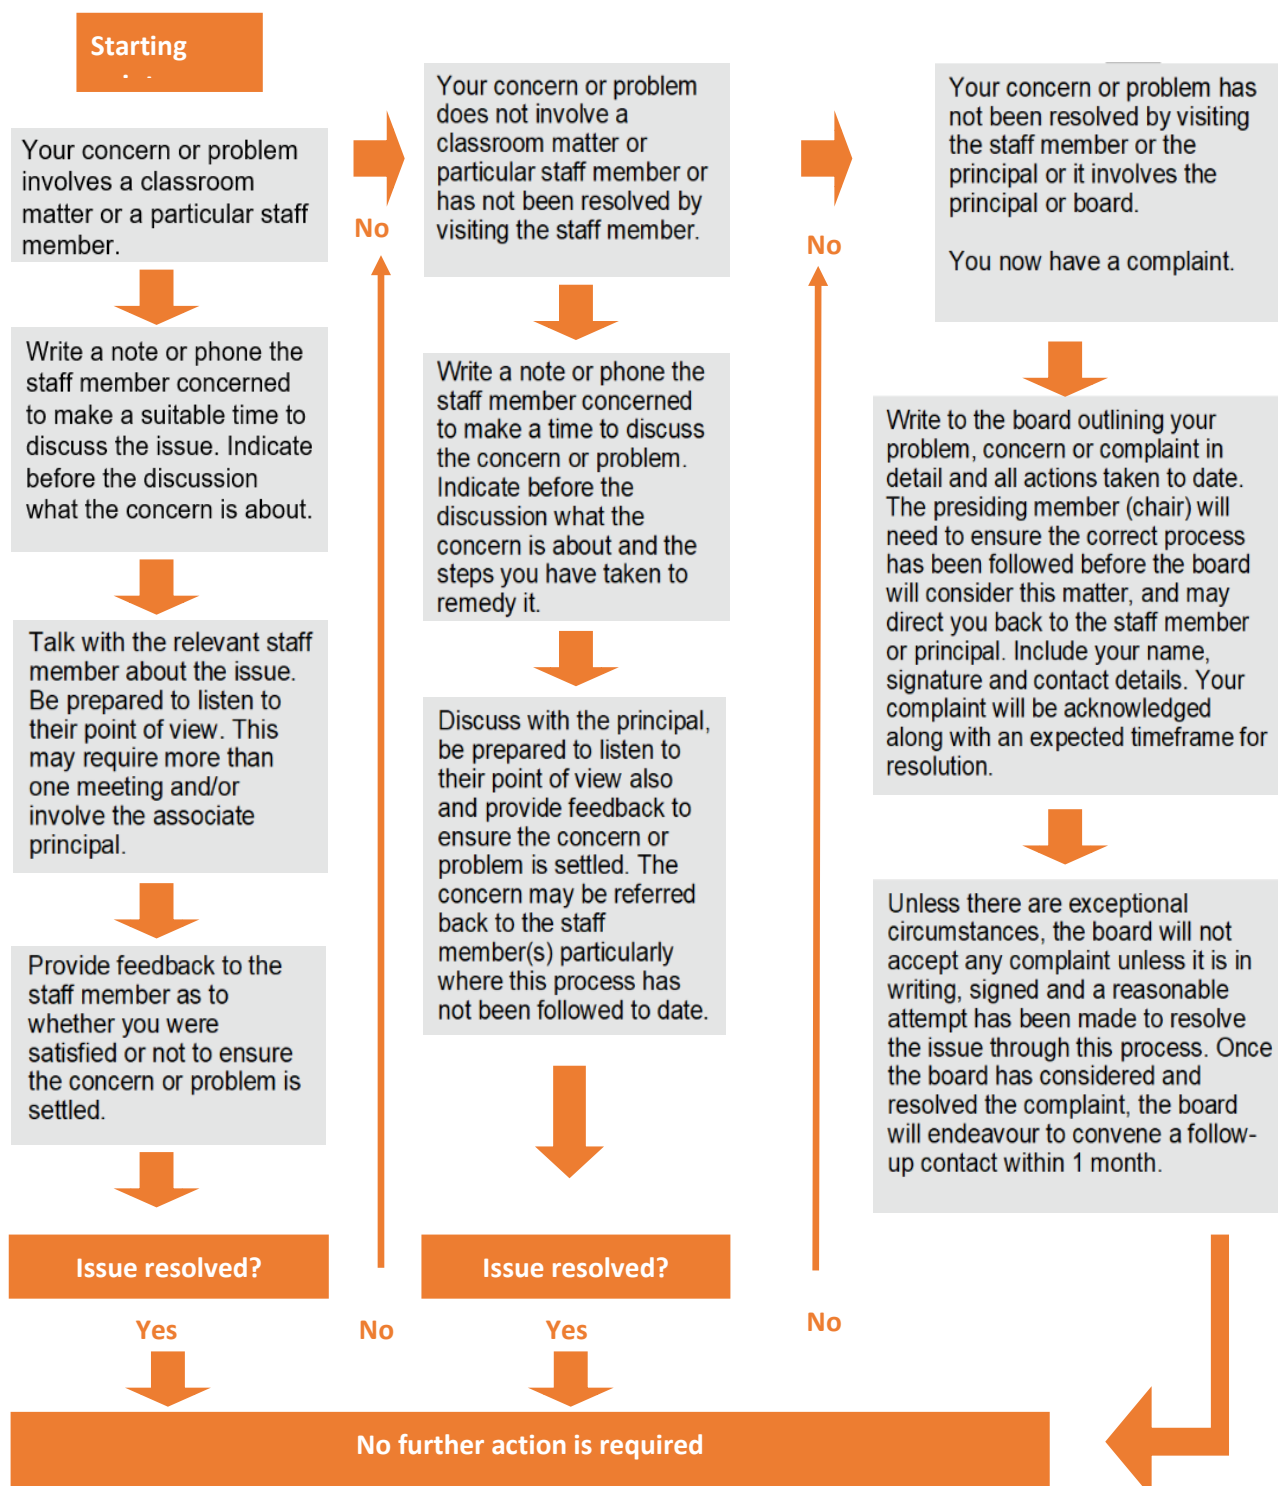 Starting
Your concern or problem
involves a classroom
matter or a particular staff
member.
Write a note or phone the
staff member concerned
to make a suitable time to
discuss the issue. Indicate
before the discussion
what the concern is about.
Talk with the relevant staff
member about the issue.
Be prepared to listen to
their point of view. This
may require more than
one meeting and/or
involve the associate
principal.
Provide feedback to the
staff member as to
whether you were
satisfied or not to ensure
the concern or problem is
settled.
Issue resolved?
Yes
No
No
Your concern or problem
does not involve a
classroom matter or
particular staff member or
has not been resolved by
visiting the staff member.
Write a note or phone the
staff member concerned
to make a time to discuss
the concern or problem.
Indicate before the
discussion what the
concern is about and the
steps you have taken to
remedy it.
Discuss with the principal,
be prepared to listen to
their point of view also
and provide feedback to
ensure the concern or
problem is settled. The
concern may be referred
back to the staff
member(s) particularly
where this process has
not been followed to date.
Issue resolved?
Yes
No
No
Your concern or problem has
not been resolved by visiting
the staff member or the
principal or it involves the
principal or board.
You now have a complaint.
Write to the board outlining your
problem, concern or complaint in
detail and all actions taken to date.
The presiding member (chair) will
need to ensure the correct process
has been followed before the board
will consider this matter, and may
direct you back to the staff member
or principal. Include your name,
signature and contact details. Your
complaint will be acknowledged
along with an expected timeframe for
resolution.
Unless there are exceptional
circumstances, the board will not
accept any complaint unless it is in
writing, signed and a reasonable
attempt has been made to resolve
the issue through this process. Once
the board has considered and
resolved the complaint, the board
will endeavour to convene a follow-
up contact within 1 month.
No further action is required